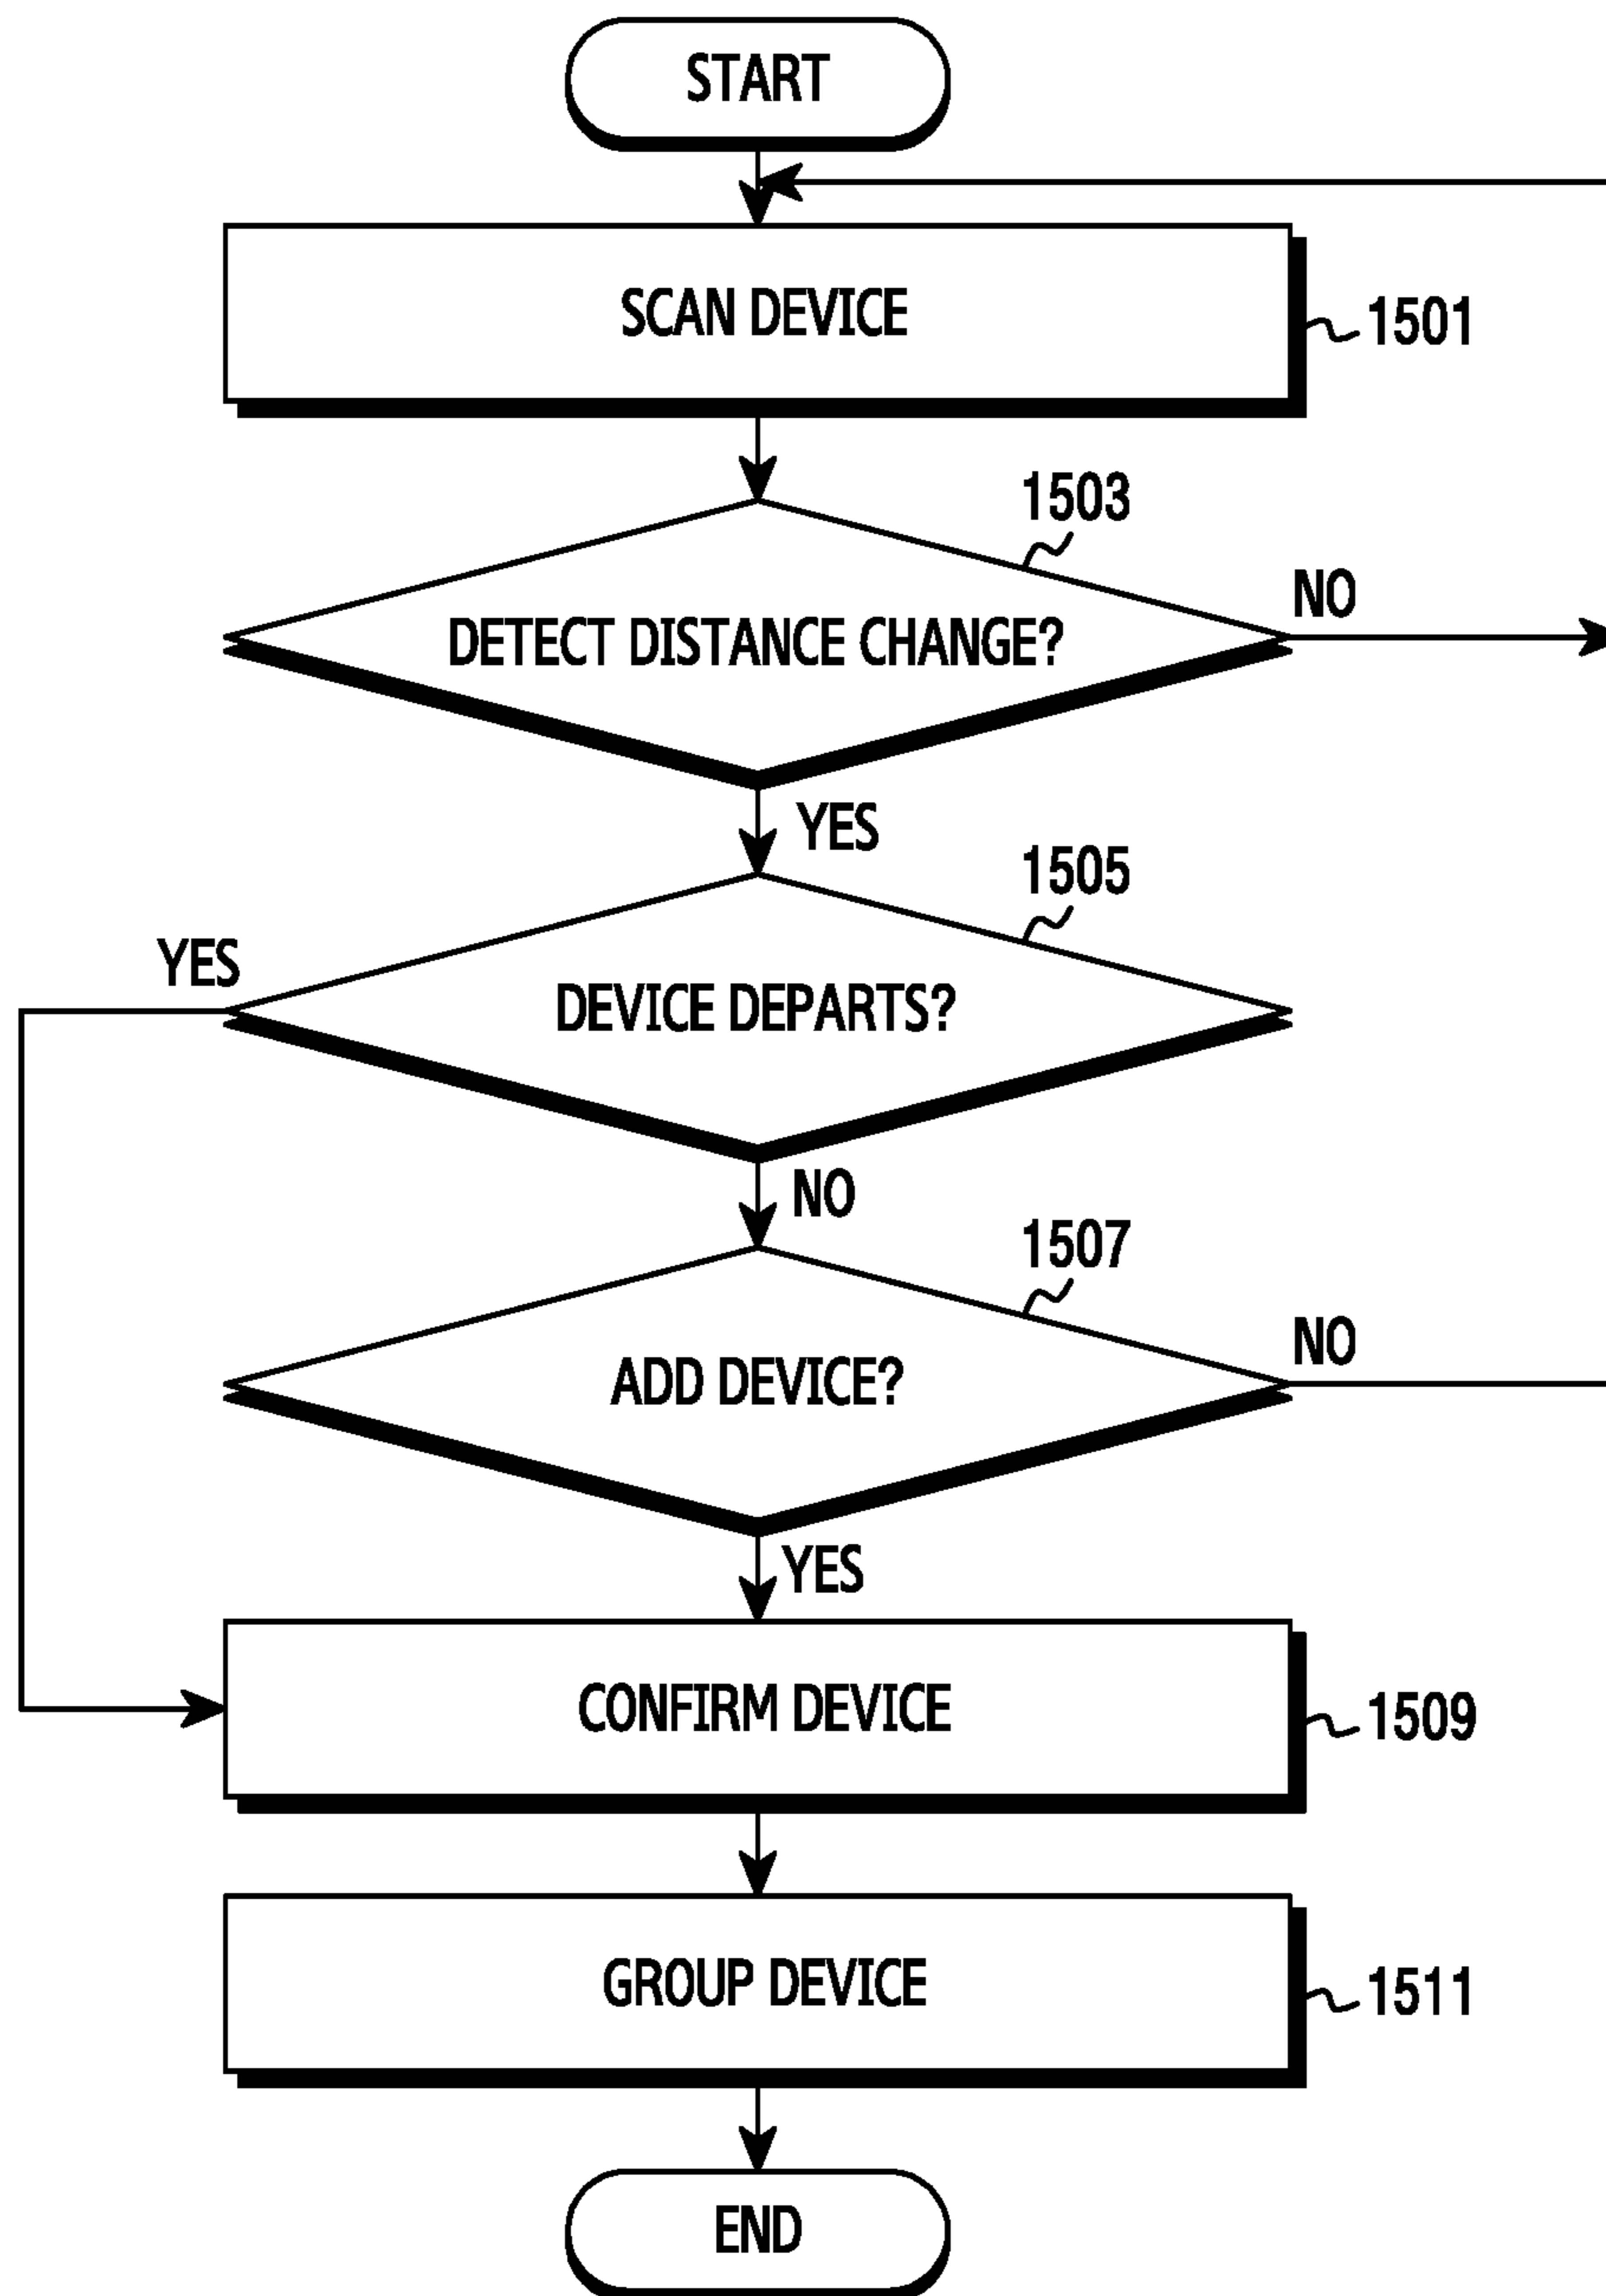 START
SCAN DEVICE
1501
1503
DETECT DISTANCE CHANGE?
NO
YES
1505
YES
DEVICE DEPARTS?
NO
1507
ADD DEVICE?
NO
YES
CONFIRM DEVICE
1509
GROUP DEVICE
1511
END